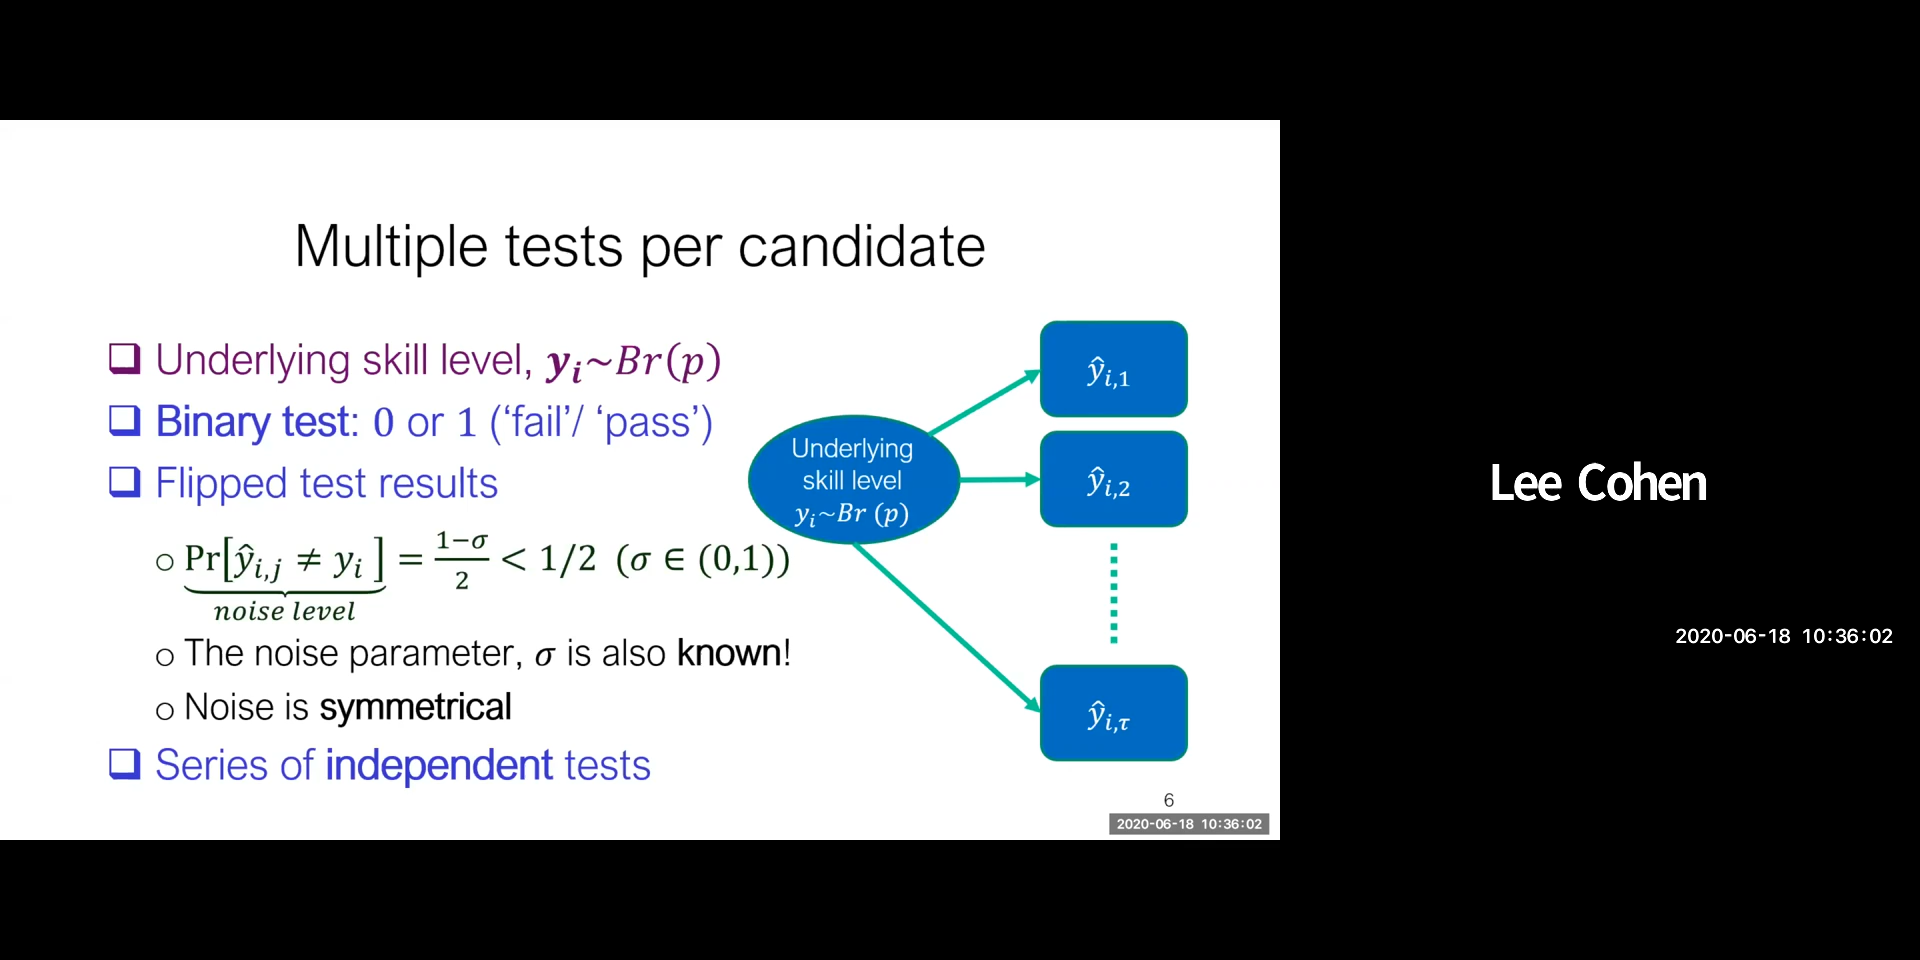 Multiple tests per candidate
Underlying skill level, yᵢ~Br(p)
Binary test: 0 or 1 (‘fail’/ ‘pass’)
Flipped test results
Pr[ŷᵢ,ⱼ ≠ yᵢ ] = (1−σ)/2 < 1/2 (σ ∈ (0,1))
noise level
The noise parameter, σ is also known!
Noise is symmetrical
Series of independent tests
Underlying
skill level
yᵢ~Br (p)
ŷᵢ,₁
ŷᵢ,₂
ŷᵢ,τ
6
2020-06-18 10:36:02
Lee Cohen
2020-06-18 10:36:02